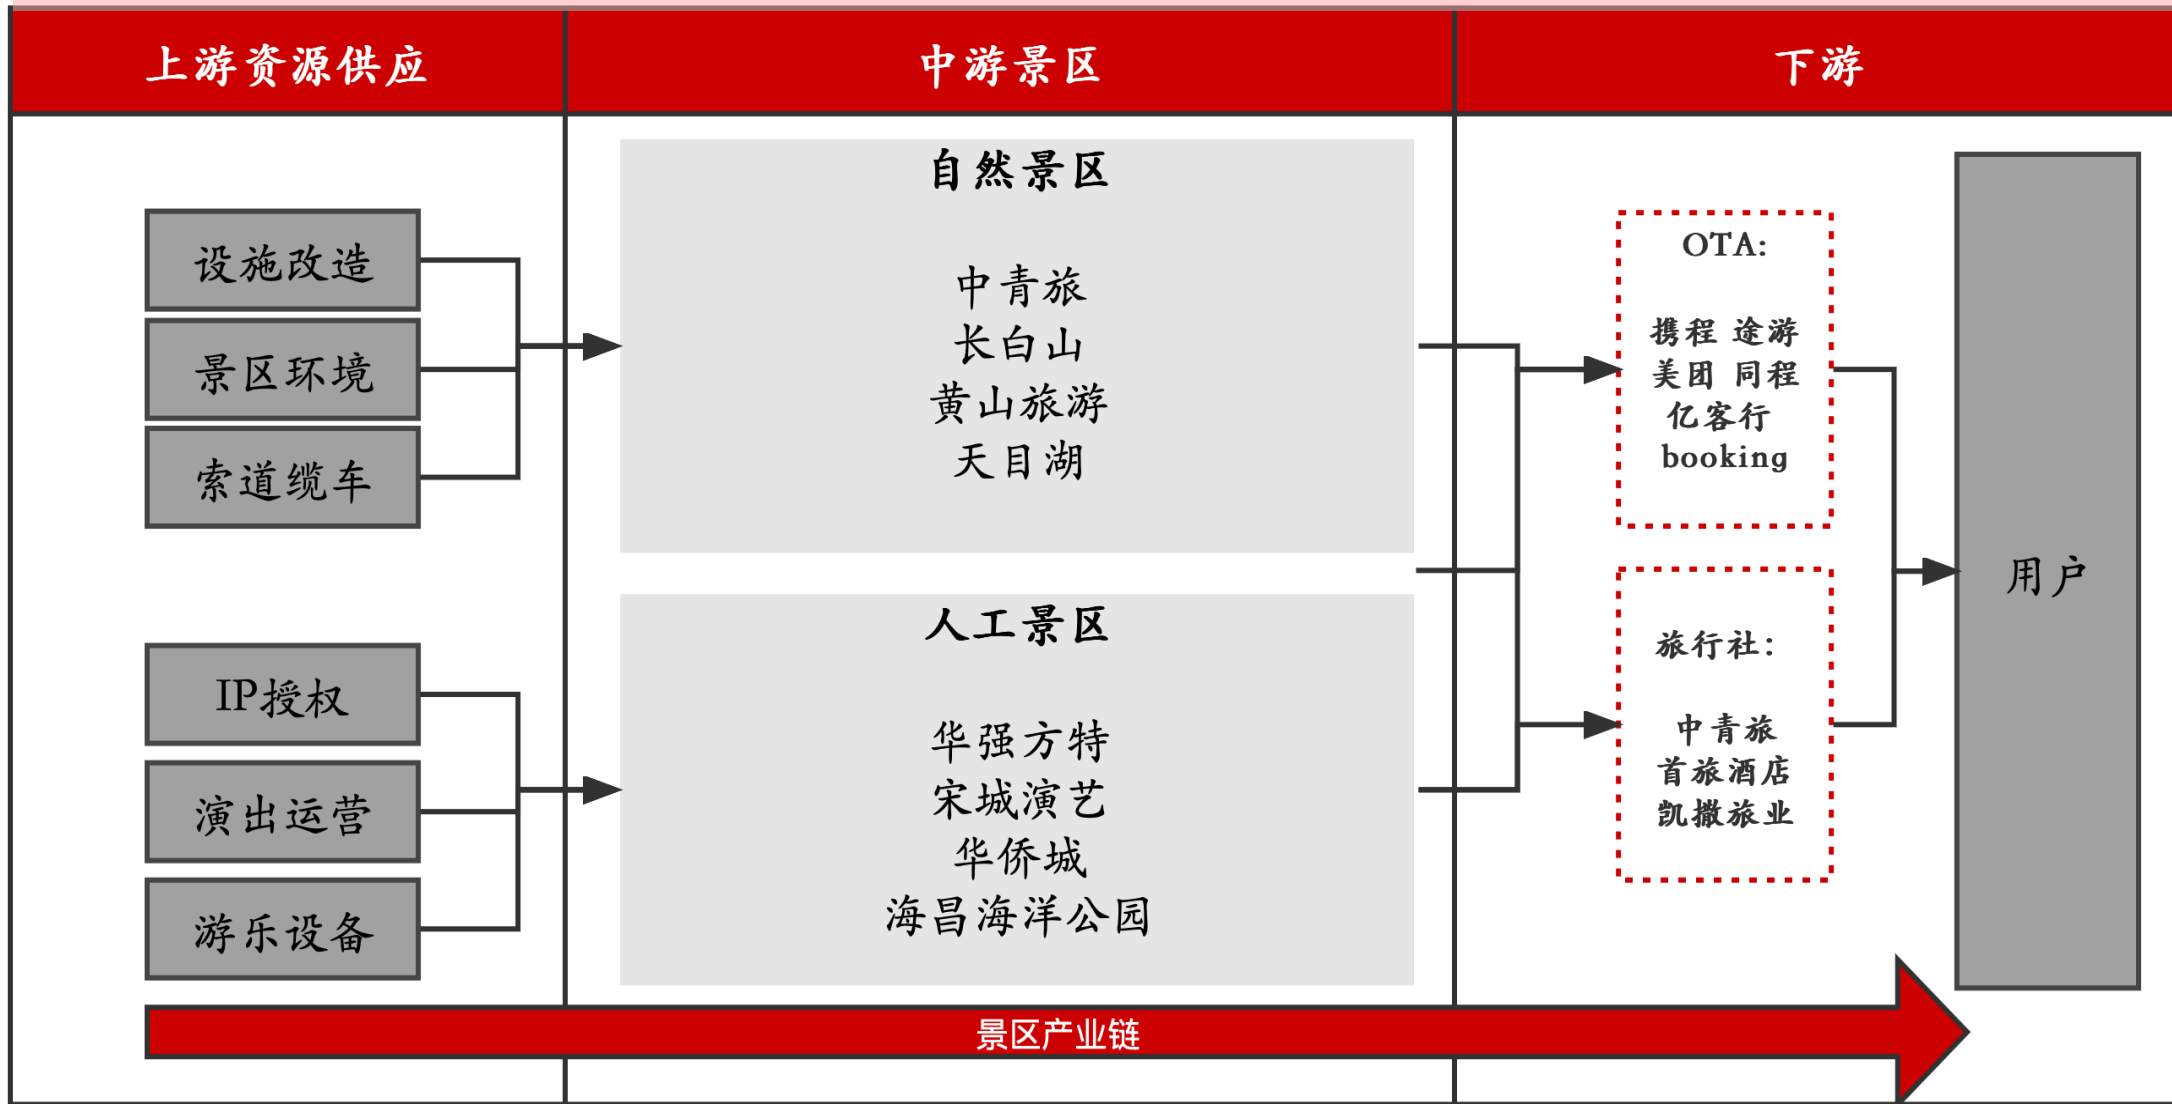 上游资源供应
中游景区
下游
设施改造
景区环境
索道缆车
IP授权
演出运营
游乐设备
自然景区
中青旅
长白山
黄山旅游
天目湖
人工景区
华强方特
宋城演艺
华侨城
海昌海洋公园
OTA:
携程 途游
美团 同程
亿客行
booking
旅行社:
中青旅
首旅酒店
凯撒旅业
用户
景区产业链